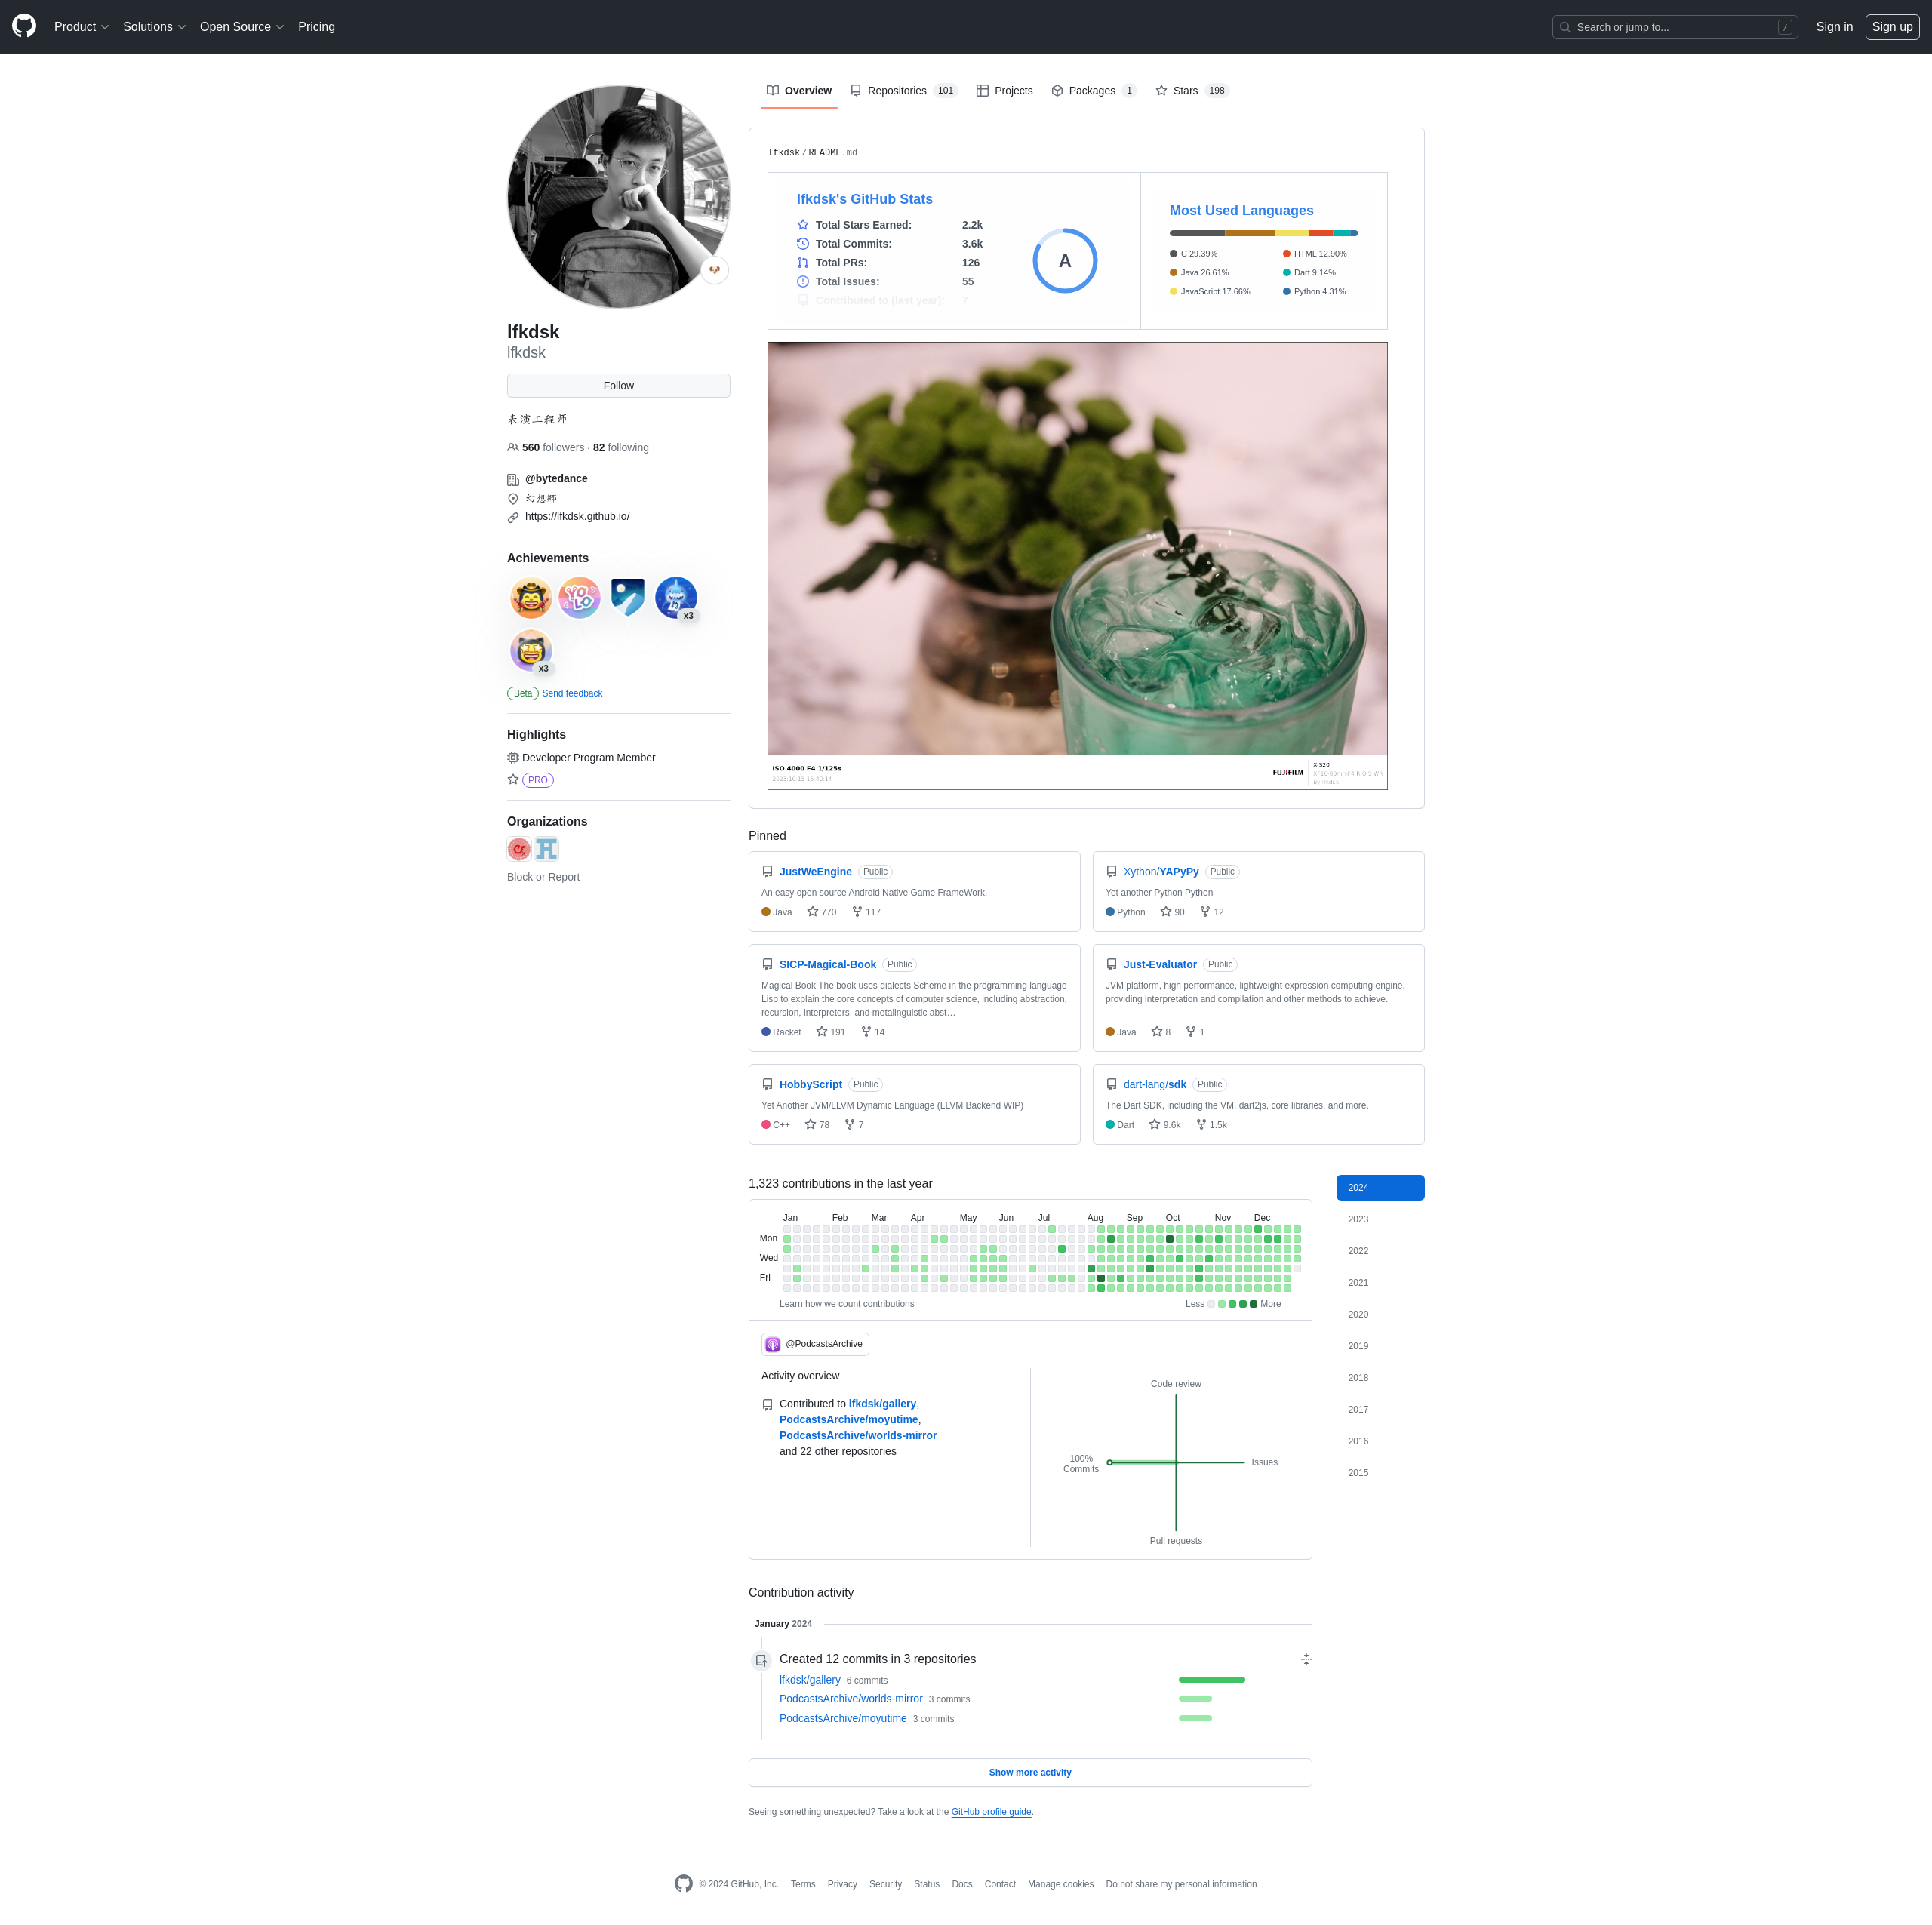 Product
Solutions
Open Source
Pricing
Search or jump to...
/
Sign in
Sign up
Overview
Repositories 101
Projects
Packages 1
Stars 198
lfkdsk
lfkdsk
Follow
表演工程师
560 followers · 82 following
@bytedance
幻想乡
https://lfkdsk.github.io/
Achievements
YOLO
x3
x3
Beta Send feedback
Highlights
Developer Program Member
PRO
Organizations
Block or Report
lfkdsk / README.md
lfkdsk's GitHub Stats
Total Stars Earned: 2.2k
Total Commits: 3.6k
Total PRs: 126
Total Issues: 55
Contributed to (last year): 7
A
Most Used Languages
C 29.39%
HTML 12.90%
Java 26.61%
Dart 9.14%
JavaScript 17.66%
Python 4.31%
ISO 4000 F4 1/125s
FUJIFILM
Pinned
JustWeEngine Public
An easy open source Android Native Game FrameWork.
Java 770 117
Xython/YAPyPy Public
Yet another Python Python
Python 90 12
SICP-Magical-Book Public
Magical Book The book uses dialects Scheme in the programming language
Lisp to explain the core concepts of computer science, including abstraction,
recursion, interpreters, and metalinguistic abst…
Racket 191 14
Just-Evaluator Public
JVM platform, high performance, lightweight expression computing engine,
providing interpretation and compilation and other methods to achieve.
Java 8 1
HobbyScript Public
Yet Another JVM/LLVM Dynamic Language (LLVM Backend WIP)
C++ 78 7
dart-lang/sdk Public
The Dart SDK, including the VM, dart2js, core libraries, and more.
Dart 9.6k 1.5k
1,323 contributions in the last year
Jan Feb Mar Apr May Jun Jul Aug Sep Oct Nov Dec
Mon
Wed
Fri
Learn how we count contributions
Less More
2024
2023
2022
2021
2020
2019
2018
2017
2016
2015
@PodcastsArchive
Activity overview
Contributed to lfkdsk/gallery,
PodcastsArchive/moyutime,
PodcastsArchive/worlds-mirror
and 22 other repositories
Code review
100%
Commits
Issues
Pull requests
Contribution activity
January 2024
Created 12 commits in 3 repositories
lfkdsk/gallery 6 commits
PodcastsArchive/worlds-mirror 3 commits
PodcastsArchive/moyutime 3 commits
Show more activity
Seeing something unexpected? Take a look at the GitHub profile guide.
© 2024 GitHub, Inc.
Terms
Privacy
Security
Status
Docs
Contact
Manage cookies
Do not share my personal information